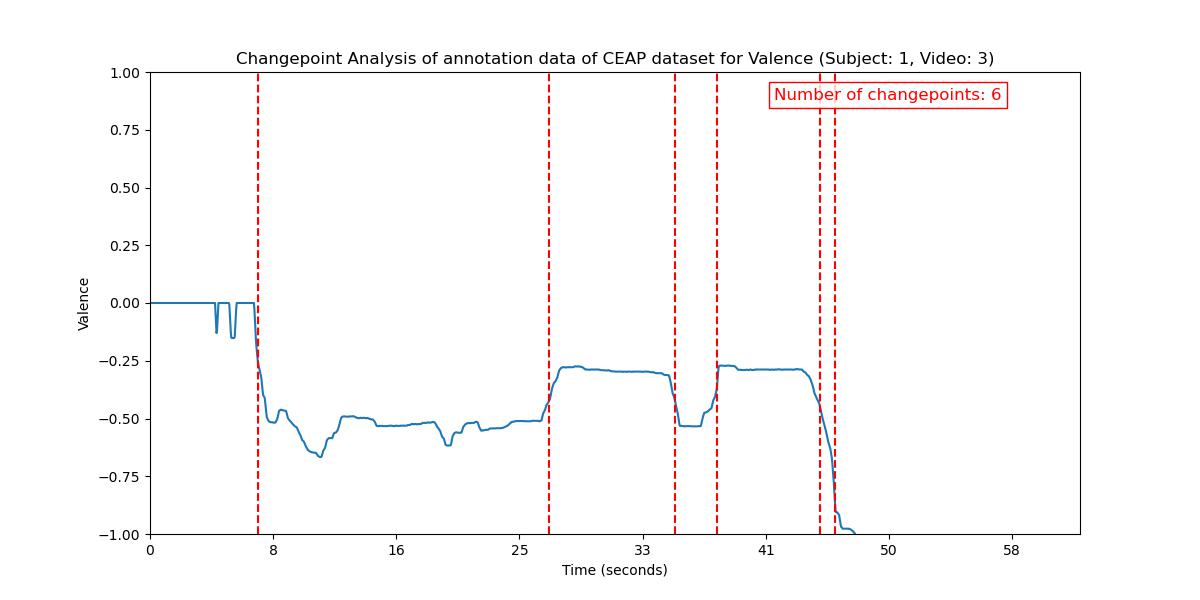 Changepoint Analysis of annotation data of CEAP dataset for Valence (Subject: 1, Video: 3)
Number of changepoints: 6
1.00
0.75
0.50
0.25
0.00
−0.25
−0.50
−0.75
−1.00
Valence
0 8 16 25 33 41 50 58
Time (seconds)